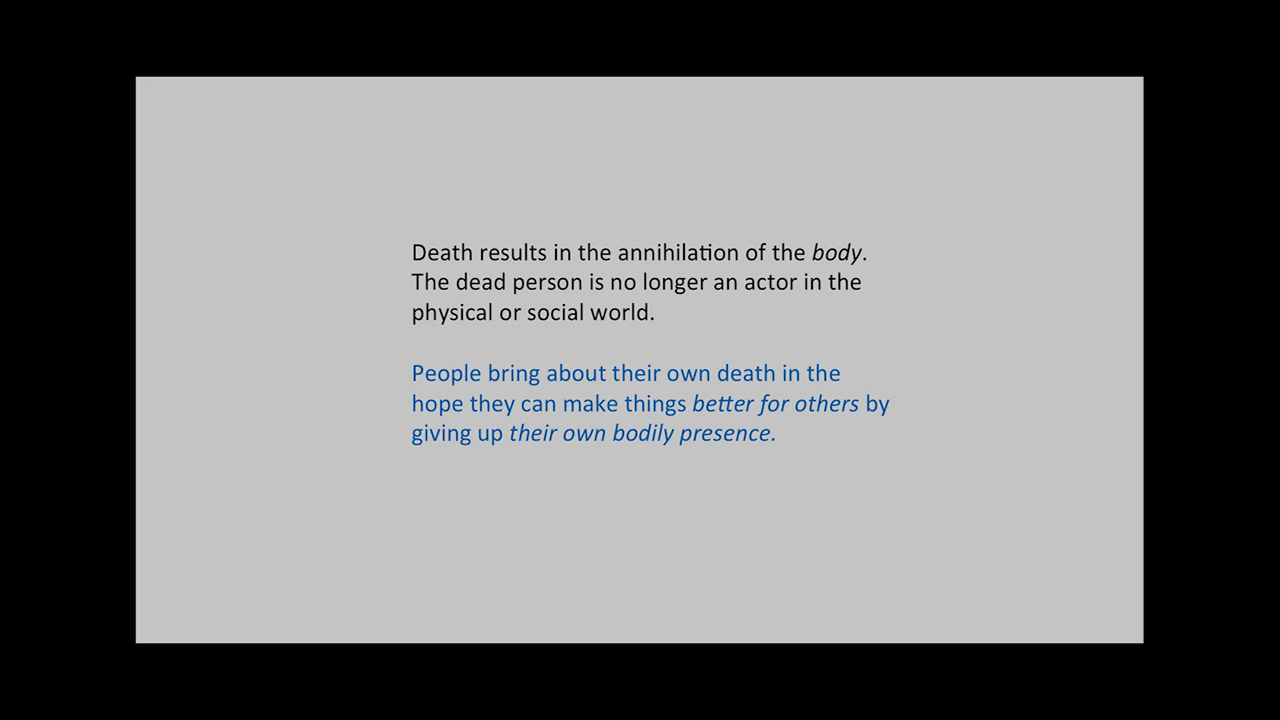 Death results in the annihilation of the body.
The dead person is no longer an actor in the
physical or social world.
People bring about their own death in the
hope they can make things better for others by
giving up their own bodily presence.